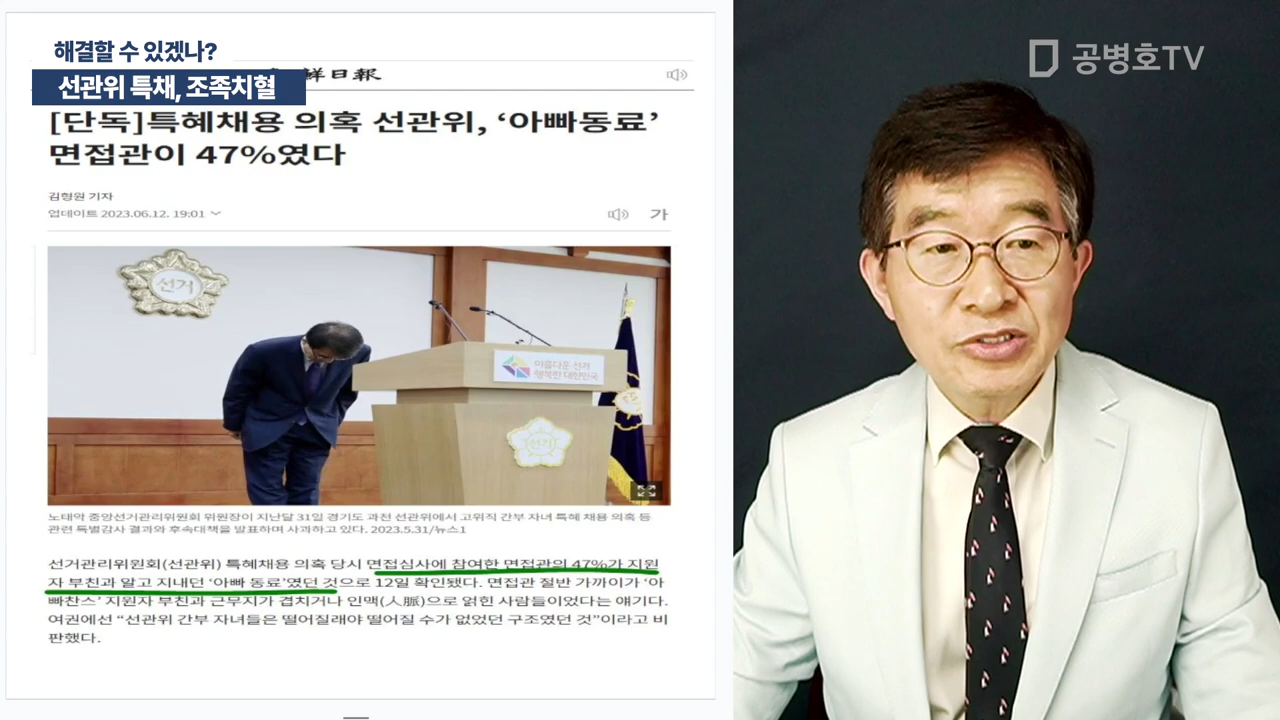 해결할 수 있겠나?
선관위 특채, 조족치혈
鮮日報
공병호TV
[단독]특혜채용 의혹 선관위, ‘아빠동료’
면접관이 47%였다
김형원 기자
업데이트 2023.06.12. 19:01
가
선거
아름다운 선거
행복한 대한민국
선거
노태악 중앙선거관리위원회 위원장이 지난달 31일 경기도 과천 선관위에서 고위직 간부 자녀 특혜 채용 의혹 등
관련 특별감사 결과와 후속대책을 발표하며 사과하고 있다. 2023.5.31/뉴스1
선거관리위원회(선관위) 특혜채용 의혹 당시 면접심사에 참여한 면접관의 47%가 지원
자 부친과 알고 지내던 ‘아빠 동료’였던 것으로 12일 확인됐다. 면접관 절반 가까이가 ‘아
빠찬스’ 지원자 부친과 근무지가 겹치거나 인맥(人脈)으로 얽힌 사람들이었다는 얘기다.
여권에선 “선관위 간부 자녀들은 떨어질래야 떨어질 수가 없었던 구조였던 것”이라고 비
판했다.